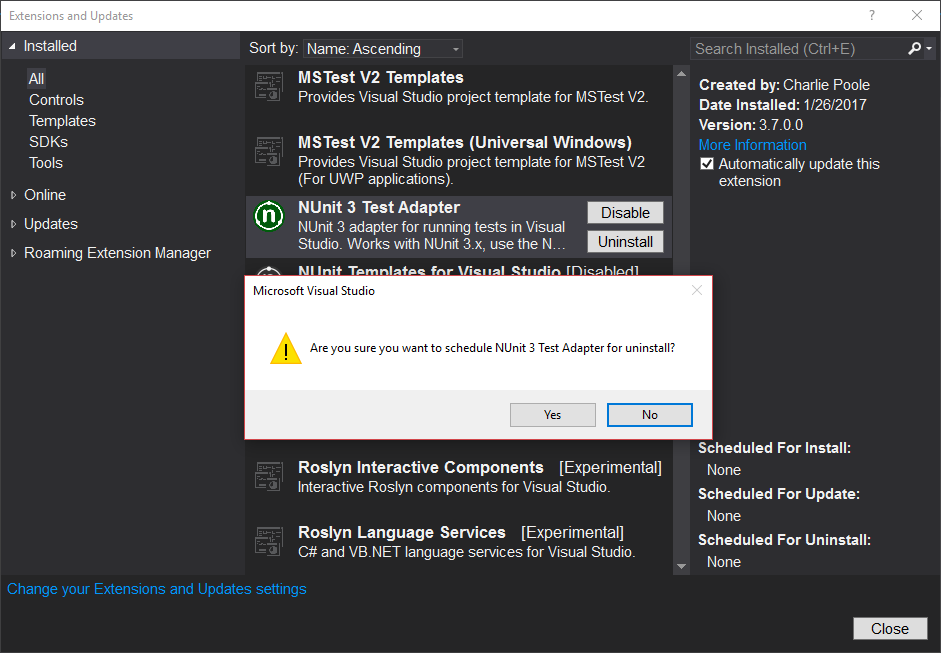 Extensions and Updates
?
Installed
All
Controls
Templates
SDKs
Tools
Online
Updates
Roaming Extension Manager
Sort by: Name: Ascending
Search Installed (Ctrl+E)
MSTest V2 Templates
Provides Visual Studio project template for MSTest V2.
MSTest V2 Templates (Universal Windows)
Provides Visual Studio project template for MSTest V2
(For UWP applications).
n
NUnit 3 Test Adapter
NUnit 3 adapter for running tests in Visual
Studio. Works with NUnit 3.x, use the N...
Disable
Uninstall
NUnit Templates for Visual Studio [Disabled]
Microsoft Visual Studio
Are you sure you want to schedule NUnit 3 Test Adapter for uninstall?
Yes
No
Roslyn Interactive Components [Experimental]
Interactive Roslyn components for Visual Studio.
Roslyn Language Services [Experimental]
C# and VB.NET language services for Visual Studio.
Created by: Charlie Poole
Date Installed: 1/26/2017
Version: 3.7.0.0
More Information
Automatically update this
extension
Scheduled For Install:
None
Scheduled For Update:
None
Scheduled For Uninstall:
None
Change your Extensions and Updates settings
Close